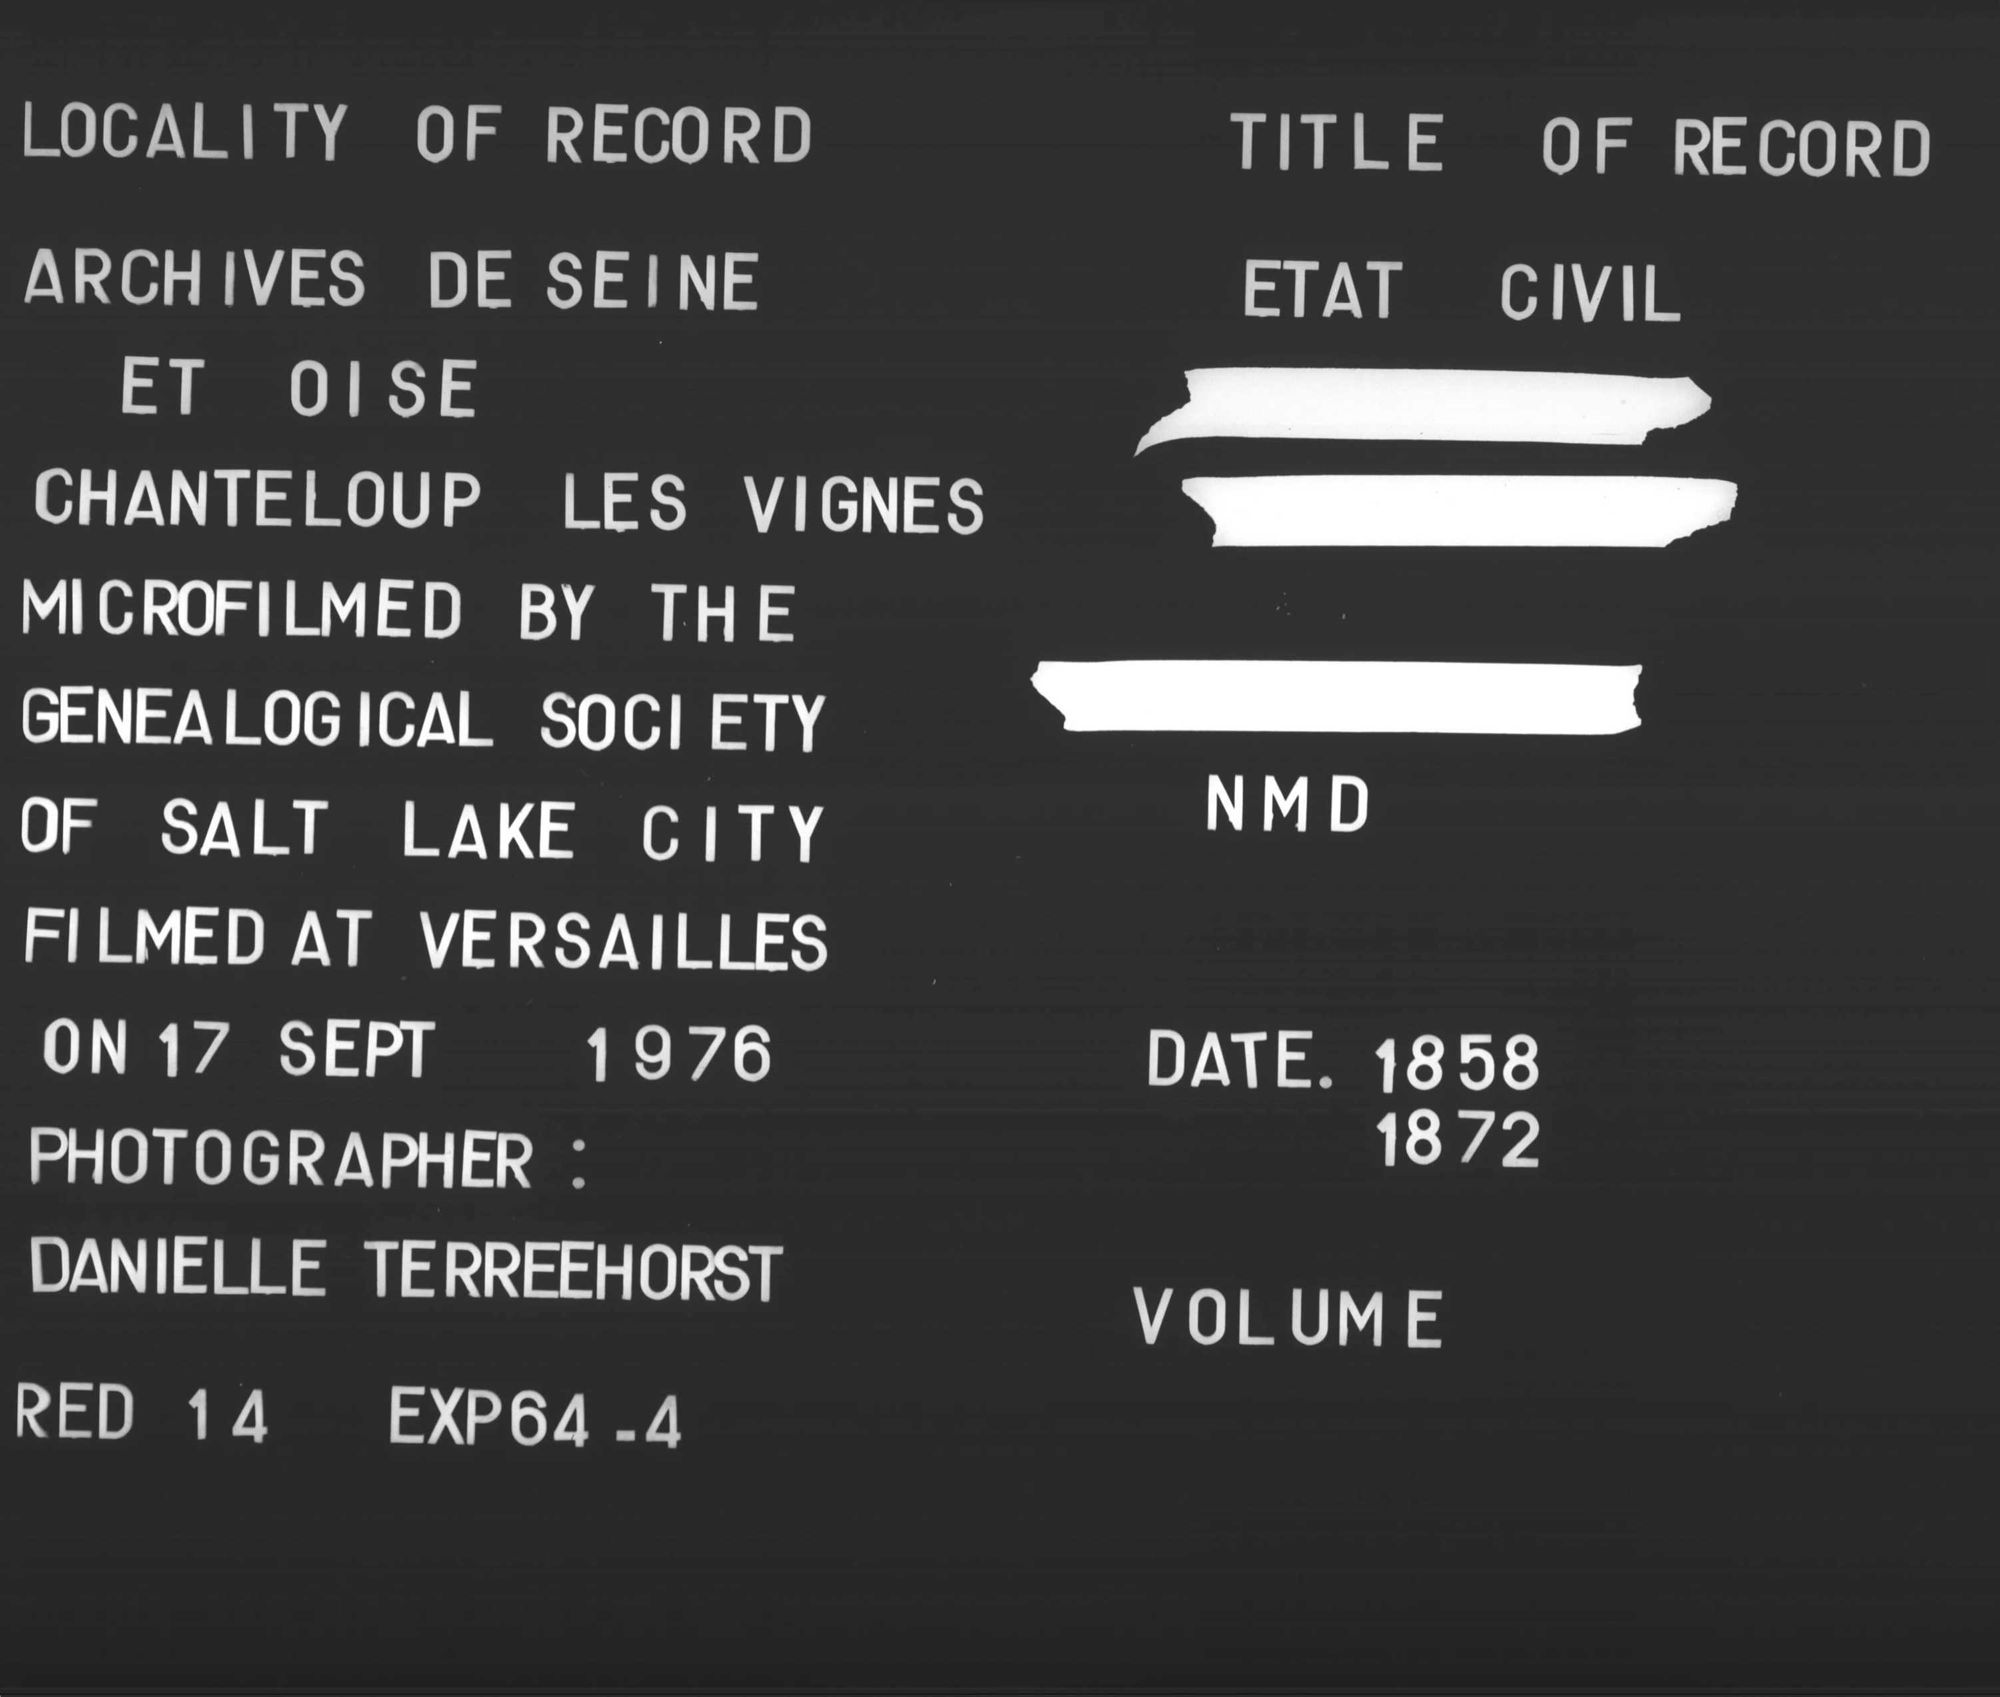 LOCALITY OF RECORD
ARCHIVES DE SEINE
ET OISE
CHANTELOUP LES VIGNES
MICROFILMED BY THE
GENEALOGICAL SOCIETY
OF SALT LAKE CITY
FILMED AT VERSAILLES
ON 17 SEPT 1976
PHOTOGRAPHER :
DANIELLE TERREEHORST
RED 14 EXP64-4
TITLE OF RECORD
ETAT CIVIL
NMD
DATE. 1858
1872
VOLUME